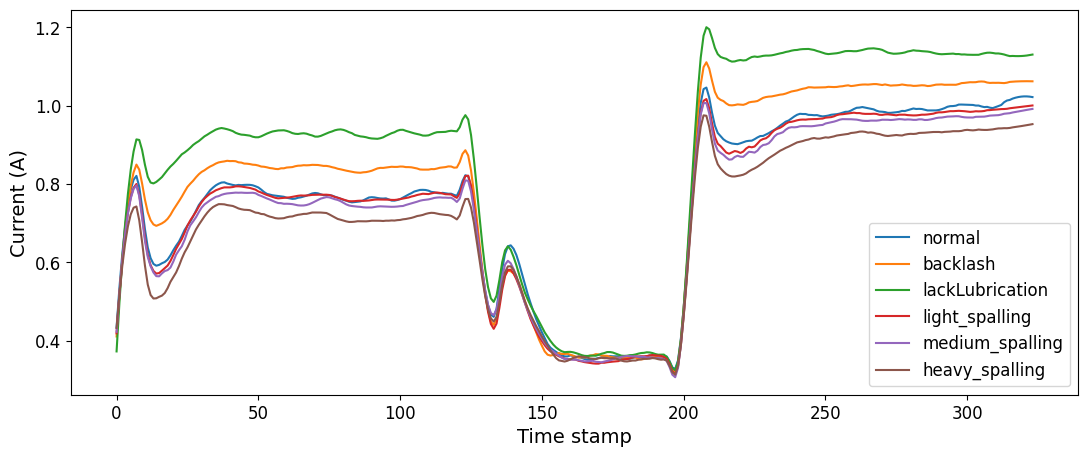 Current (A)
1.2
1.0
0.8
0.6
0.4
normal
backlash
lackLubrication
light_spalling
medium_spalling
heavy_spalling
0 50 100 150 200 250 300
Time stamp